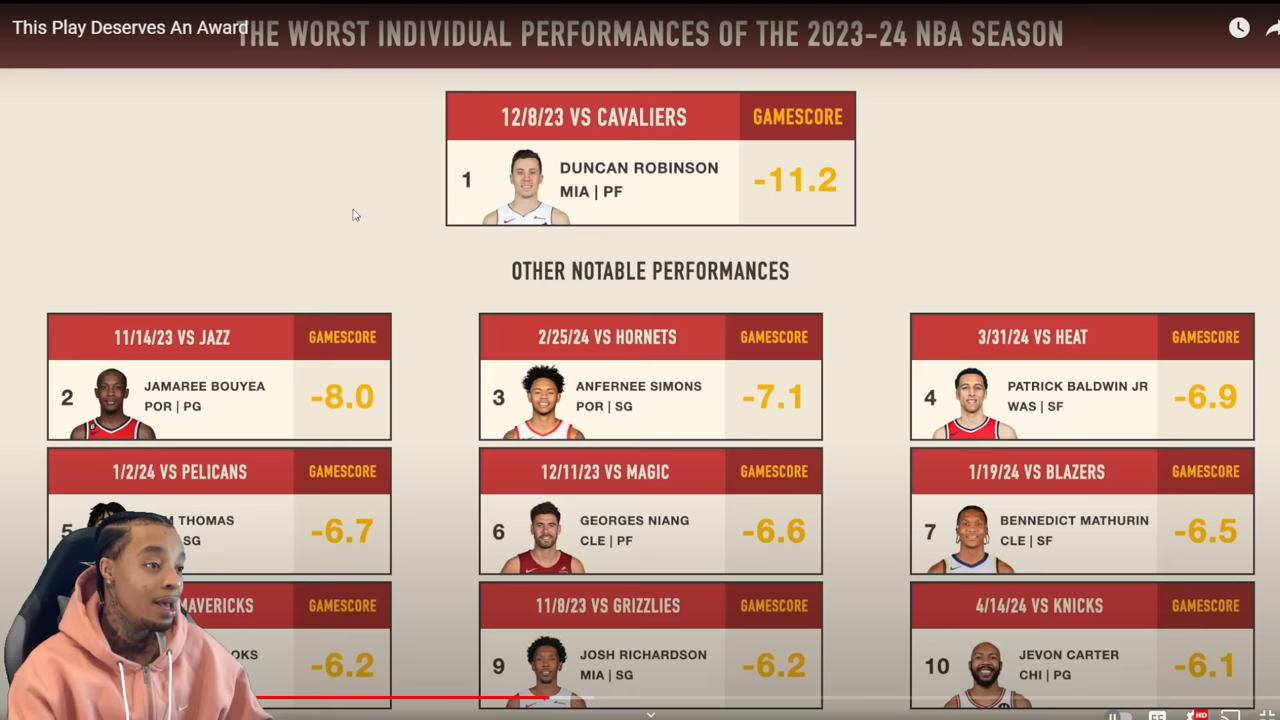 This Play Deserves An Award
THE WORST INDIVIDUAL PERFORMANCES OF THE 2023-24 NBA SEASON
12/8/23 VS CAVALIERS GAMESCORE
1 DUNCAN ROBINSON
MIA | PF
-11.2
OTHER NOTABLE PERFORMANCES
11/14/23 VS JAZZ GAMESCORE
2 JAMAREE BOUYEA
POR | PG
-8.0
2/25/24 VS HORNETS GAMESCORE
3 ANFERNEE SIMONS
POR | SG
-7.1
3/31/24 VS HEAT GAMESCORE
4 PATRICK BALDWIN JR
WAS | SF
-6.9
1/2/24 VS PELICANS GAMESCORE
5 THOMAS
SG
-6.7
12/11/23 VS MAGIC GAMESCORE
6 GEORGES NIANG
CLE | PF
-6.6
1/19/24 VS BLAZERS GAMESCORE
7 BENNEDICT MATHURIN
CLE | SF
-6.5
MAVERICKS GAMESCORE
-6.2
11/8/23 VS GRIZZLIES GAMESCORE
9 JOSH RICHARDSON
MIA | SG
-6.2
4/14/24 VS KNICKS GAMESCORE
10 JEVON CARTER
CHI | PG
-6.1
HD